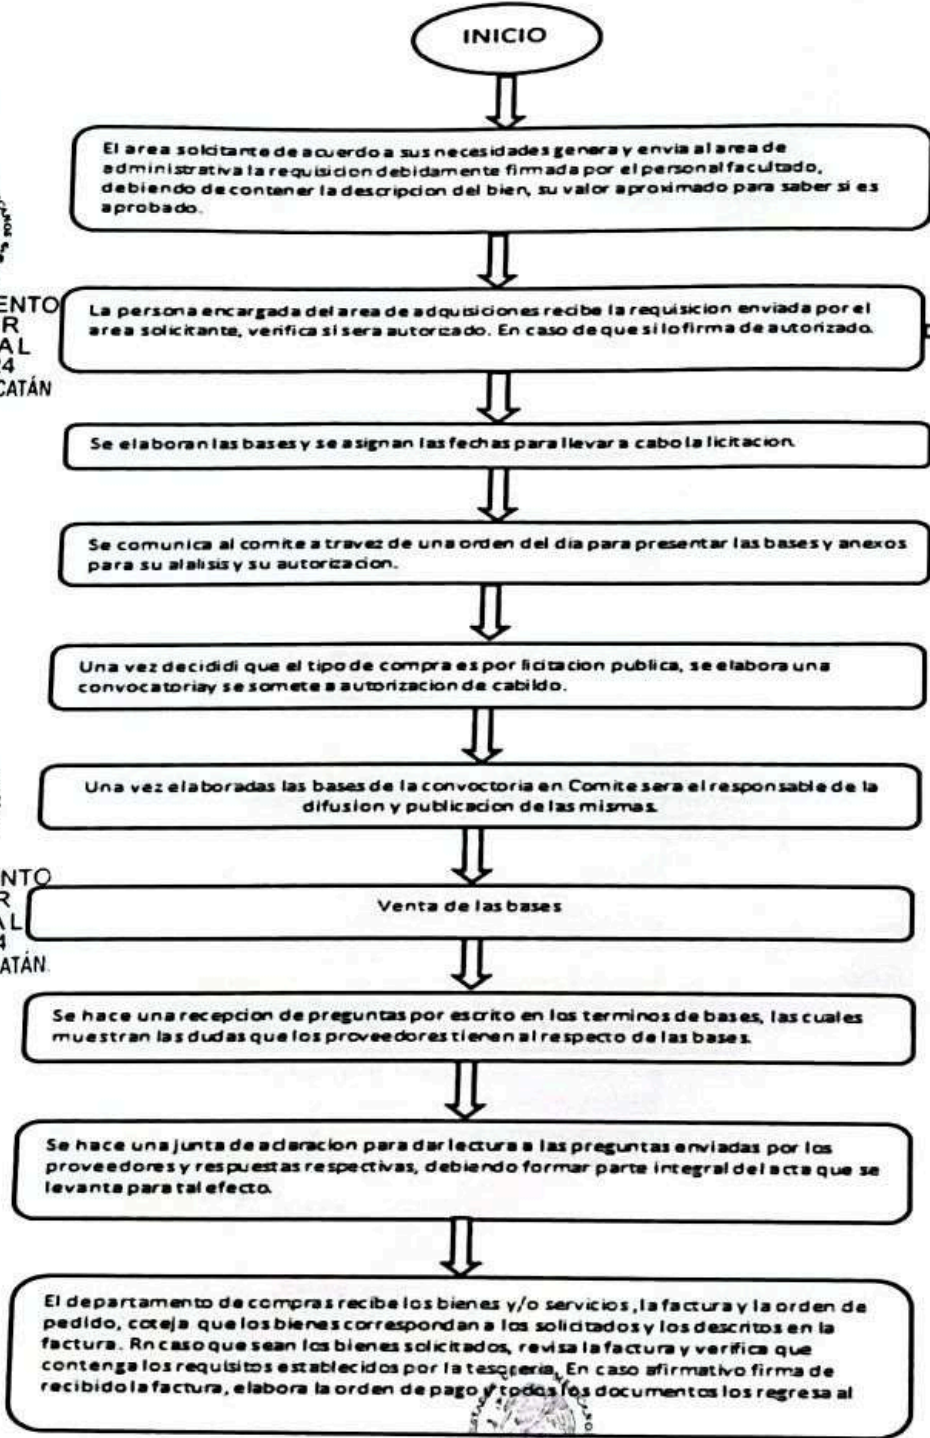 INICIO
El area solcitante de acuerdo a sus necesidades genera y envia al area de
administrativa la requisicion debidamente firmada por el personal facultado,
debiendo de contener la descripcion del bien, su valor aproximado para saber si es
aprobado.
ENTO
R
AL
24
CATÁN
La persona encargada del area de adquisiciones recibe la requisicion enviada por el
area solicitante, verifica si sera autorizado. En caso de que si lo firma de autorizado.
Se elaboran las bases y se asignan las fechas para llevar a cabo la licitacion.
Se comunica al comite a travez de una orden del dia para presentar las bases y anexos
para su alalisis y su autorizacion.
Una vez decididi que el tipo de compra es por licitacion publica, se elabora una
convocatoria y se somete a autorizacion de cabildo.
Una vez elaboradas las bases de la convoctoria en Comite sera el responsable de la
difusion y publicacion de las mismas.
NTO
R
AL
4
ATÁN.
Venta de las bases
Se hace una recepcion de preguntas por escrito en los terminos de bases, las cuales
muestran las dudas que los proveedores tienen al respecto de las bases.
Se hace una junta de aclaracion para dar lectura a las preguntas enviadas por los
proveedores y respuestas respectivas, debiendo formar parte integral del acta que se
levanta para tal efecto.
El departamento de compras recibe los bienes y/o servicios, la factura y la orden de
pedido, coteja que los bienes correspondan a los solicitados y los descritos en la
factura. Rn caso que sean los bienes solicitados, revisa la factura y verifica que
contenga los requisitos establecidos por la tesoreria, En caso afirmativo firma de
recibido la factura, elabora la orden de pago y todos los documentos los regresa al